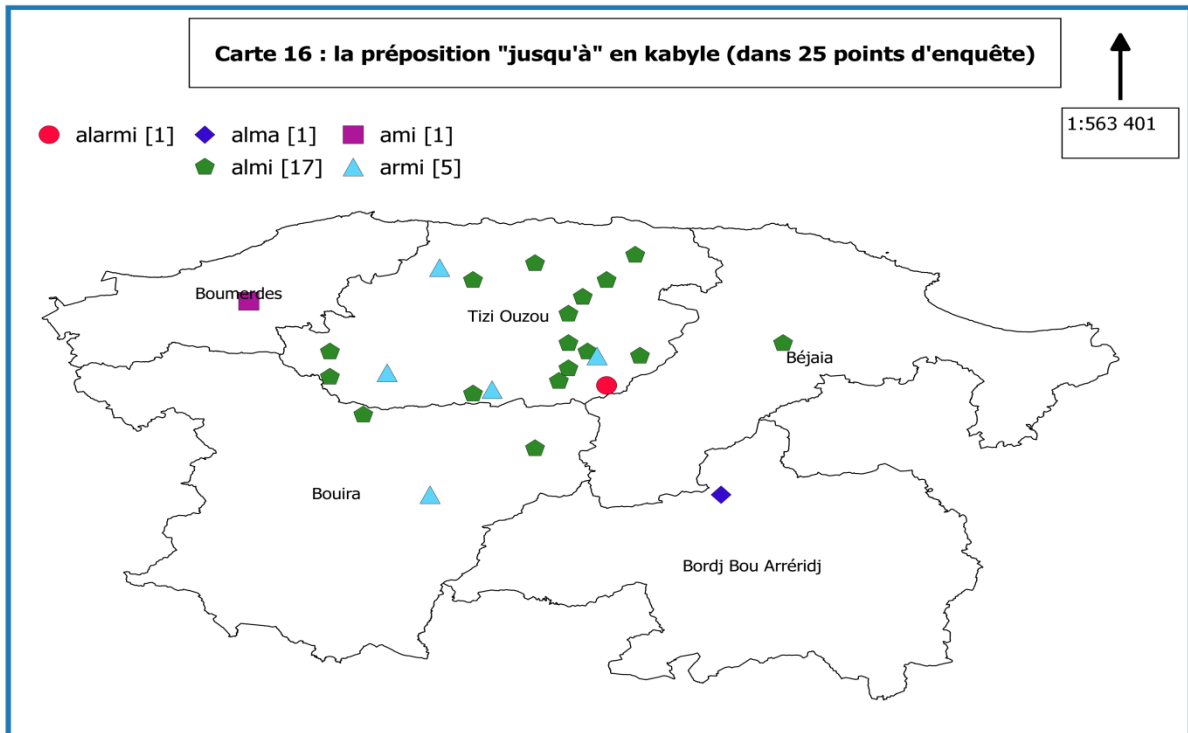 Carte 16 : la préposition "jusqu'à" en kabyle (dans 25 points d'enquête)
1:563 401
alarmi [1] alma [1] ami [1]
almi [17] armi [5]
Boumerdes
Tizi Ouzou
Béjaia
Bouira
Bordj Bou Arréridj